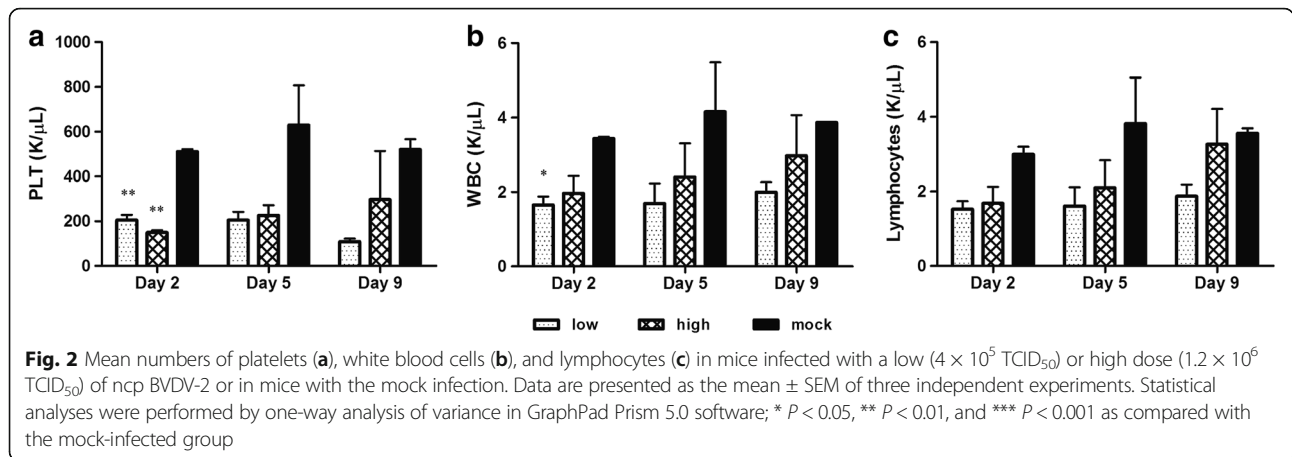 a
1000
800
600
400
200
0
PLT (K/µL)
** **
Day 2 Day 5 Day 9
b
6
4
2
0
WBC (K/µL)
*
Day 2 Day 5 Day 9
c
6
4
2
0
Lymphocytes (K/µL)
Day 2 Day 5 Day 9
low high mock
Fig. 2 Mean numbers of platelets (a), white blood cells (b), and lymphocytes (c) in mice infected with a low (4 × 10⁵ TCID₅₀) or high dose (1.2 × 10⁶
TCID₅₀) of ncp BVDV-2 or in mice with the mock infection. Data are presented as the mean ± SEM of three independent experiments. Statistical
analyses were performed by one-way analysis of variance in GraphPad Prism 5.0 software; * P < 0.05, ** P < 0.01, and *** P < 0.001 as compared with
the mock-infected group